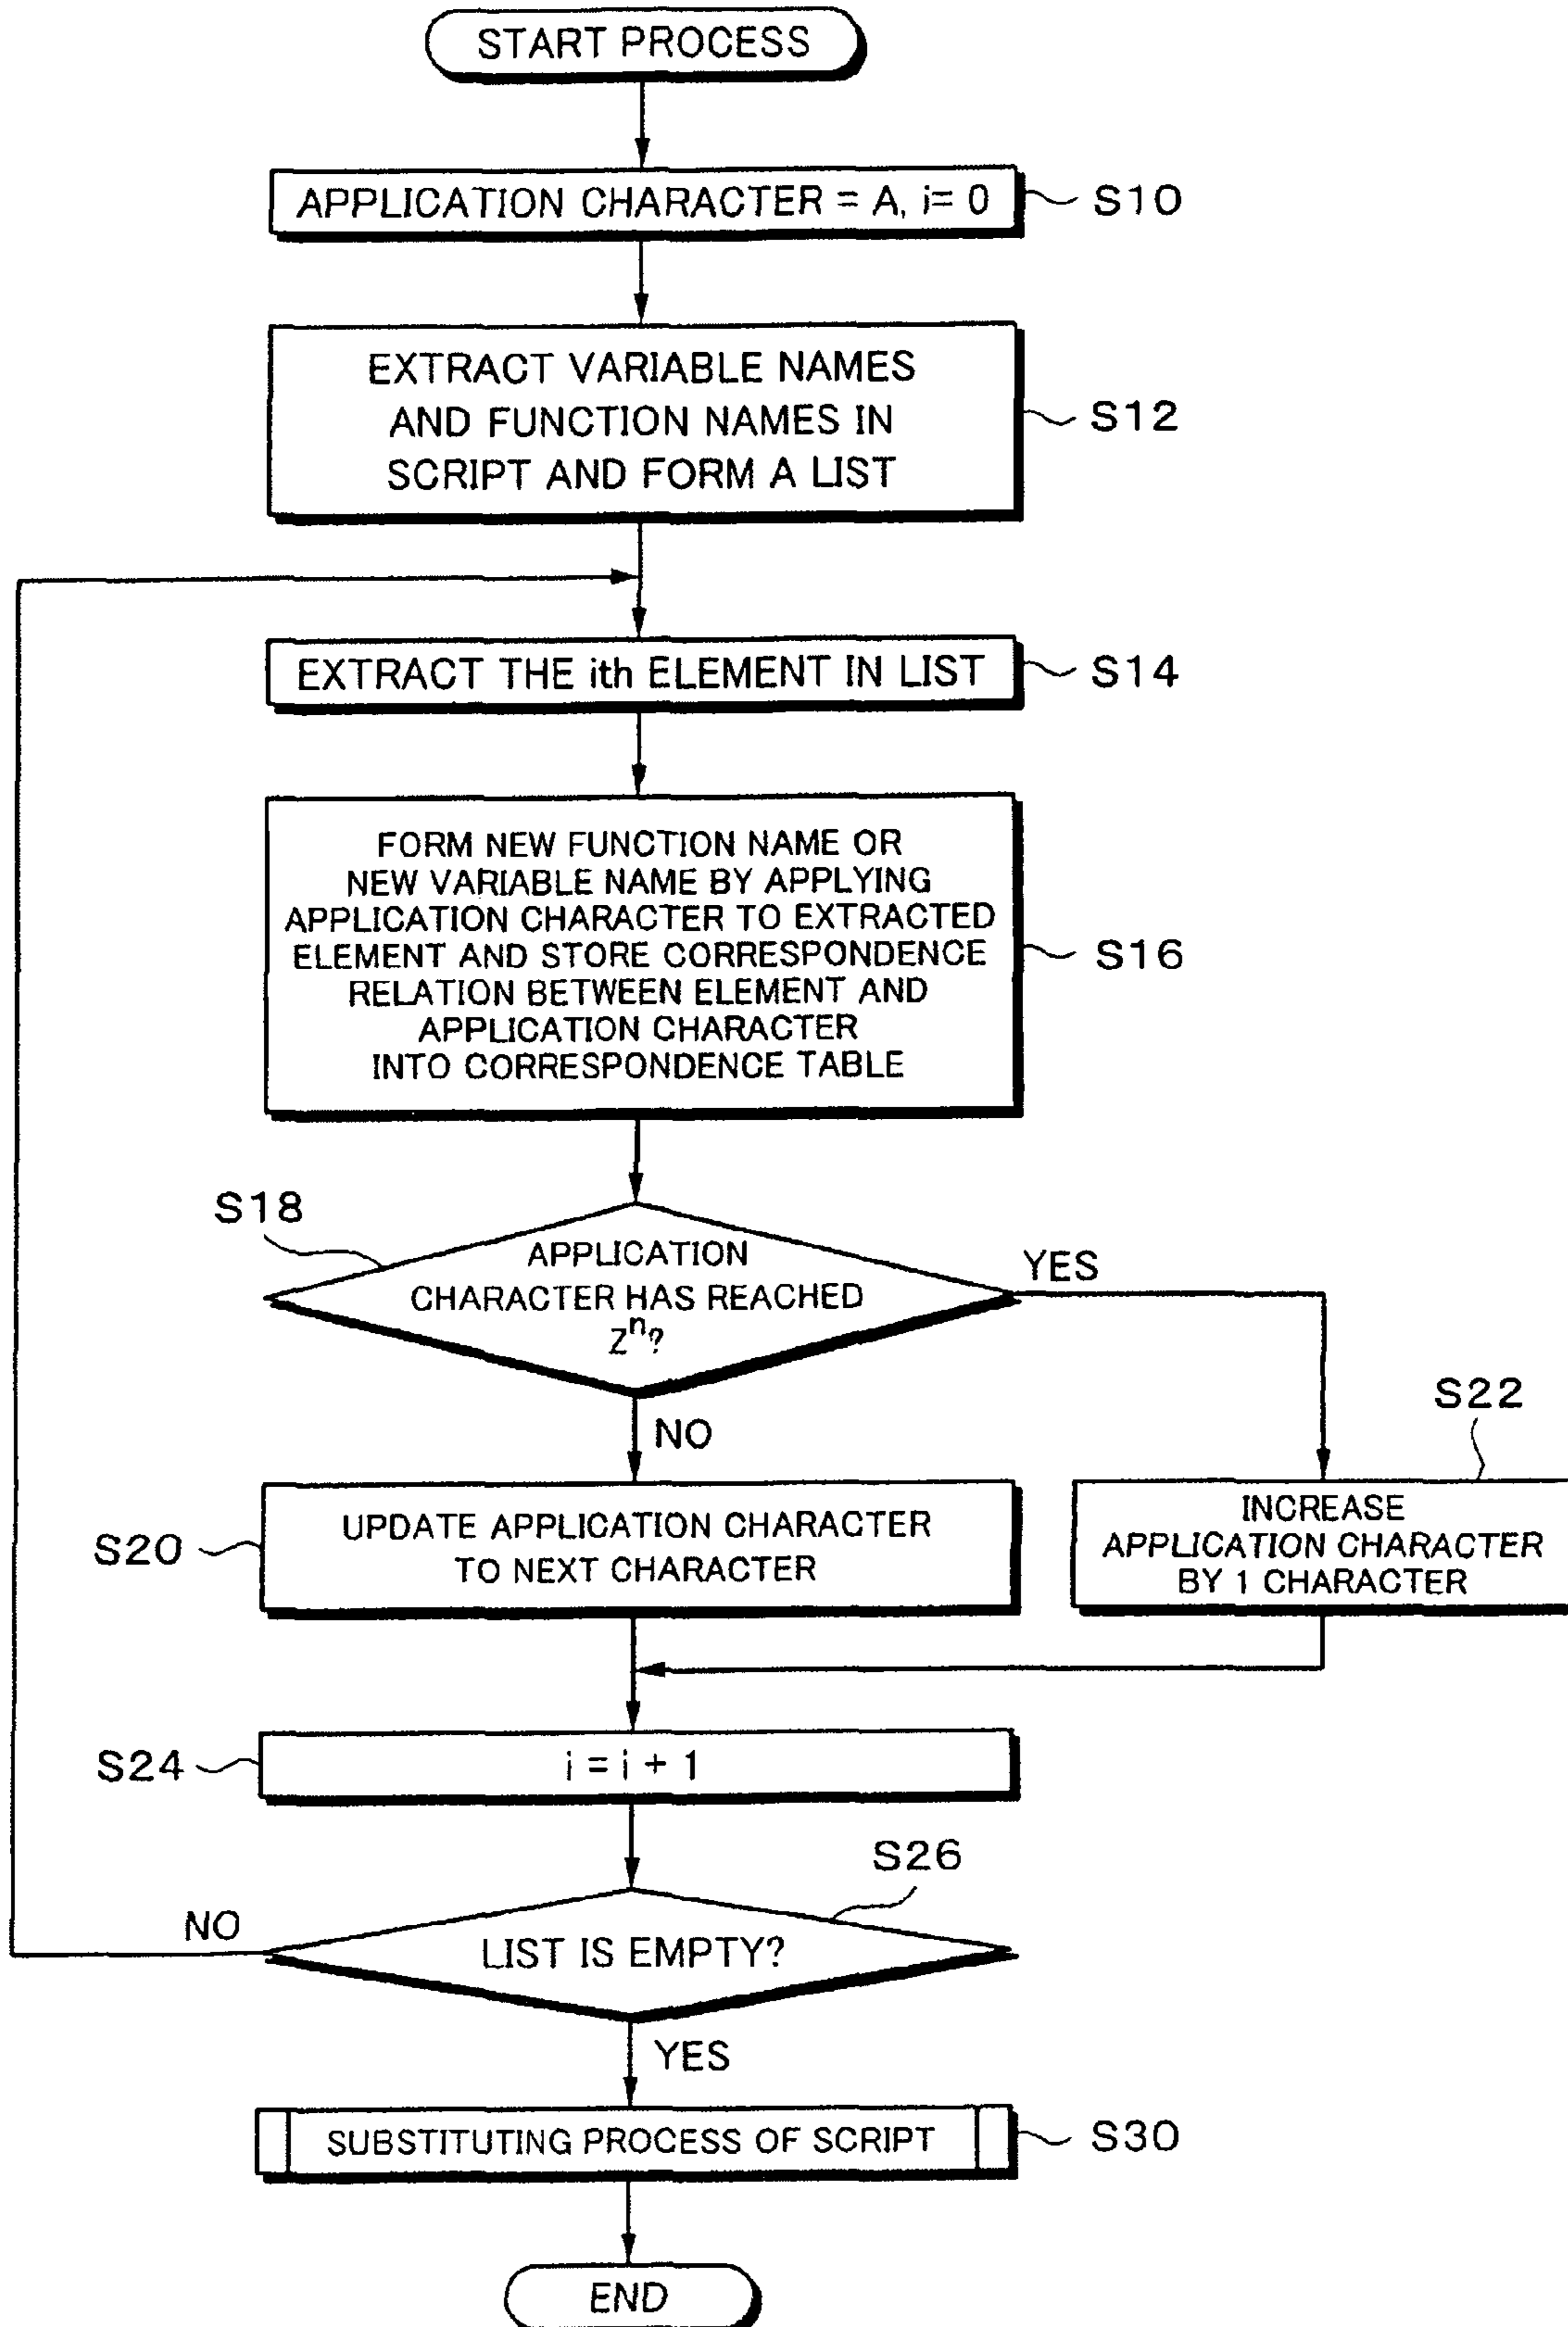 START PROCESS
APPLICATION CHARACTER = A, i= 0
S10
EXTRACT VARIABLE NAMES
AND FUNCTION NAMES IN
SCRIPT AND FORM A LIST
S12
EXTRACT THE ith ELEMENT IN LIST
S14
FORM NEW FUNCTION NAME OR
NEW VARIABLE NAME BY APPLYING
APPLICATION CHARACTER TO EXTRACTED
ELEMENT AND STORE CORRESPONDENCE
RELATION BETWEEN ELEMENT AND
APPLICATION CHARACTER
INTO CORRESPONDENCE TABLE
S16
S18
APPLICATION
CHARACTER HAS REACHED
Zⁿ?
YES
NO
S22
INCREASE
APPLICATION CHARACTER
BY 1 CHARACTER
S20
UPDATE APPLICATION CHARACTER
TO NEXT CHARACTER
S24
i = i + 1
S26
NO
LIST IS EMPTY?
YES
SUBSTITUTING PROCESS OF SCRIPT
S30
END